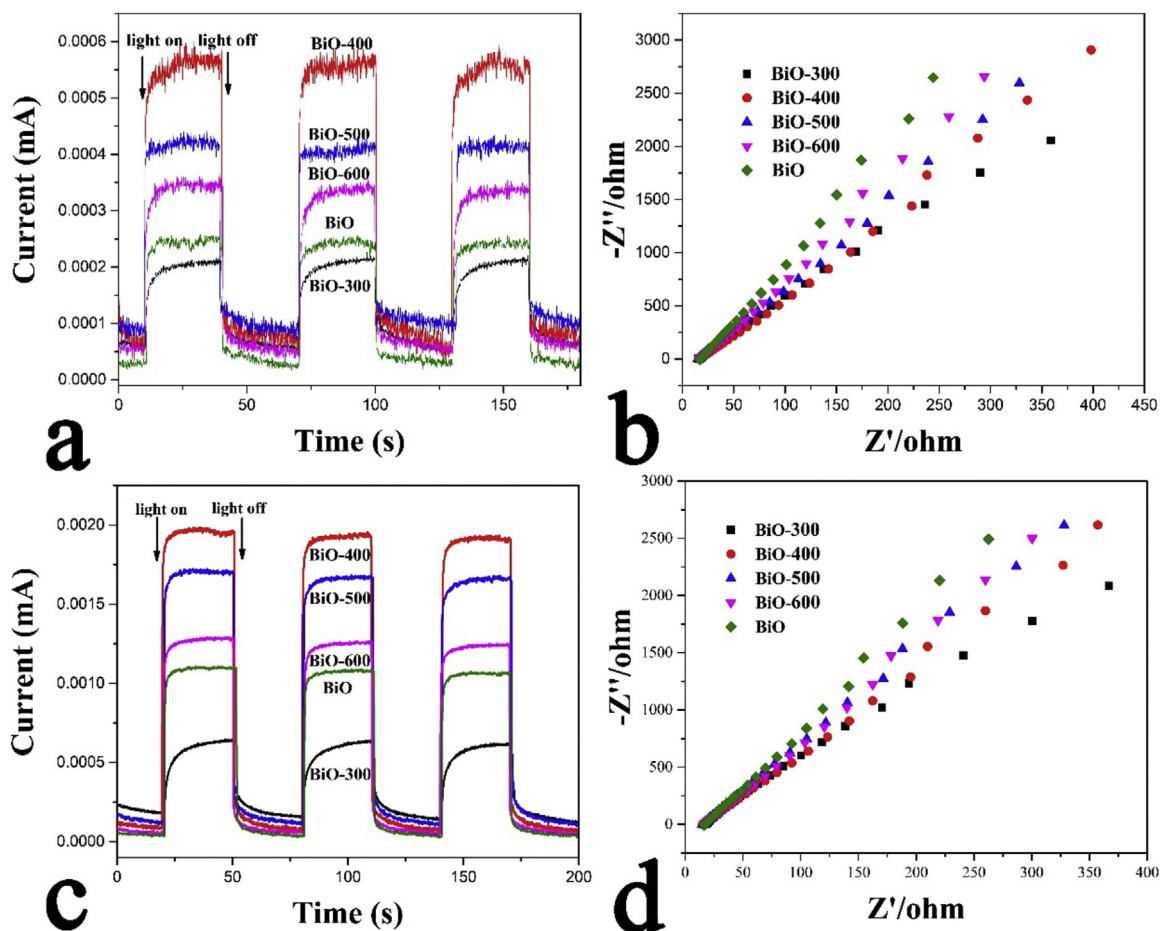 0.0006
0.0005
0.0004
0.0003
0.0002
0.0001
0.0000
Current (mA)
light on
light off
BiO-400
BiO-500
BiO-600
BiO
BiO-300
0
50
100
150
Time (s)
a
3000
2500
2000
1500
1000
500
0
-Z''/ohm
BiO-300
BiO-400
BiO-500
BiO-600
BiO
0
50
100
150
200
250
300
350
400
450
Z'/ohm
b
0.0020
0.0015
0.0010
0.0005
0.0000
Current (mA)
light on
light off
BiO-400
BiO-500
BiO-600
BiO
BiO-300
0
50
100
150
200
Time (s)
c
3000
2500
2000
1500
1000
500
0
-Z''/ohm
BiO-300
BiO-400
BiO-500
BiO-600
BiO
0
50
100
150
200
250
300
350
400
Z'/ohm
d